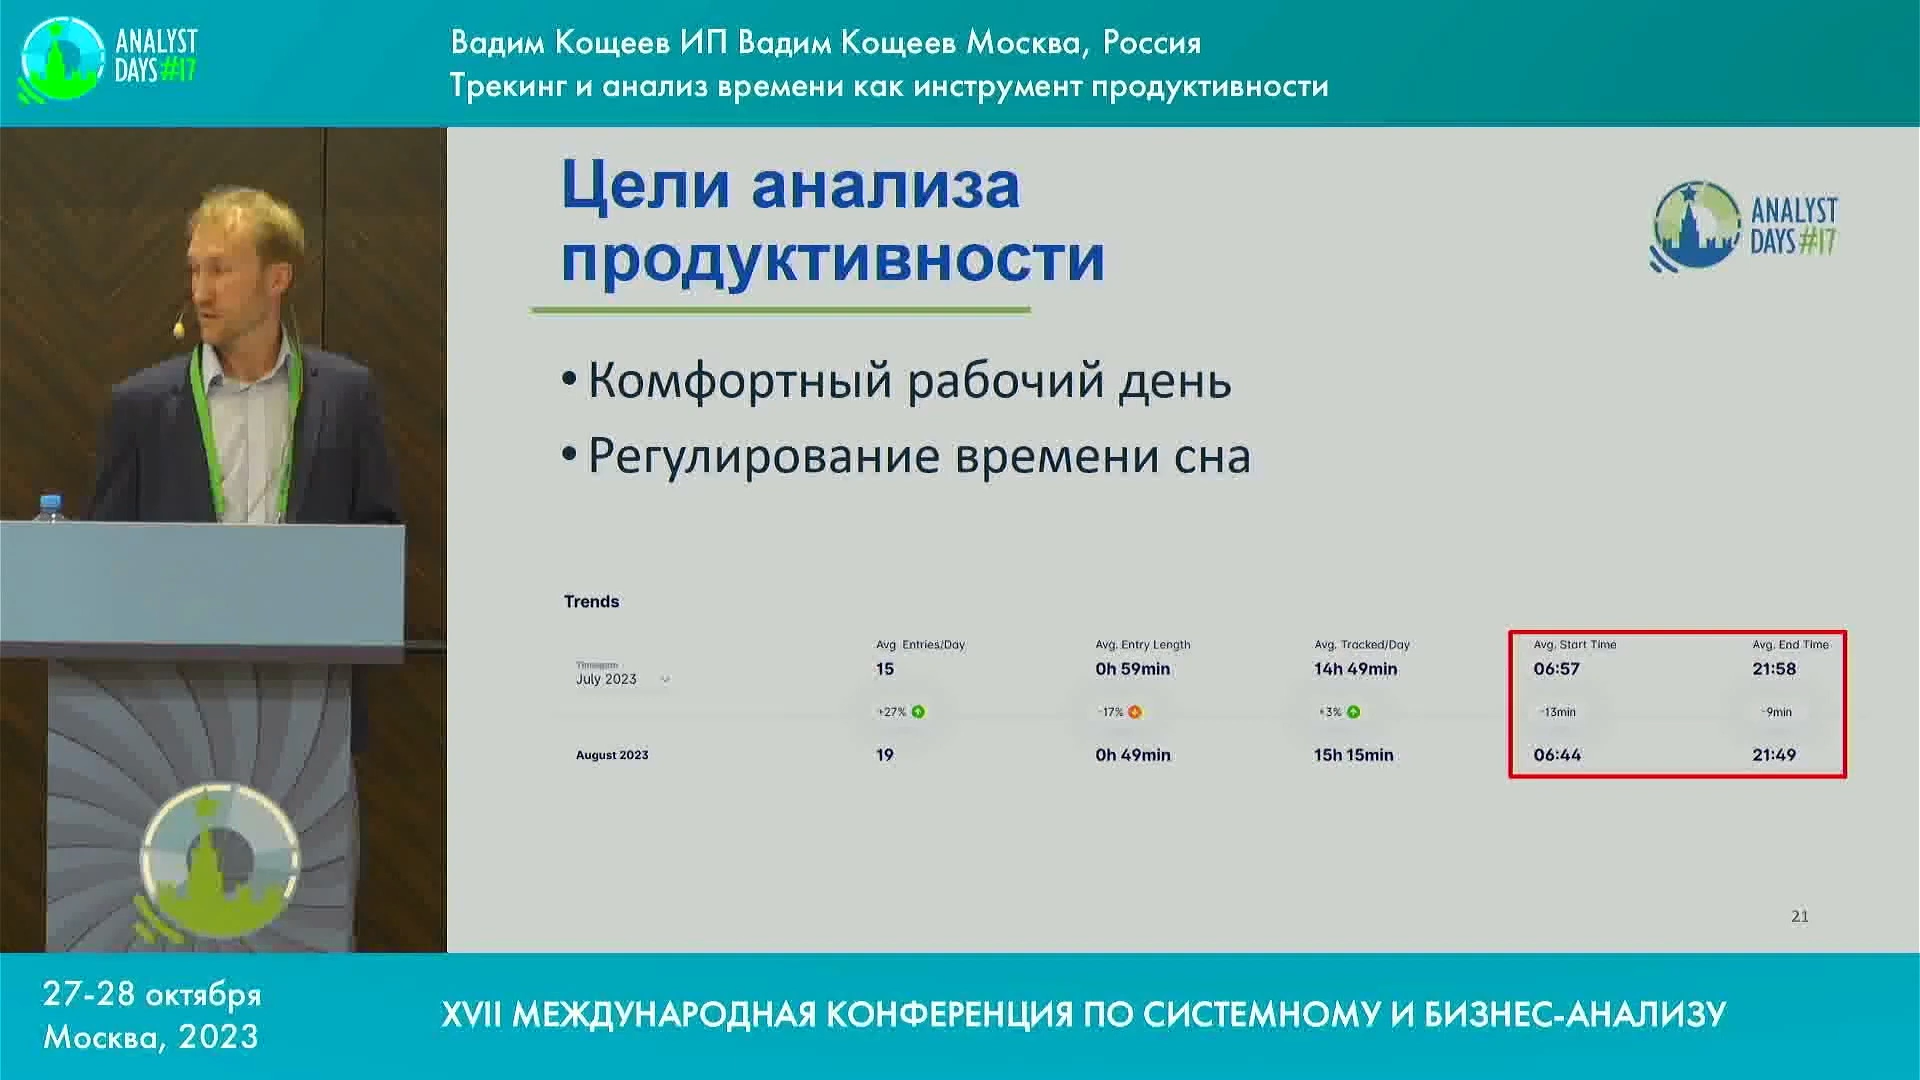 ANALYST
DAYS #17
Вадим Кощеев ИП Вадим Кощеев Москва, Россия
Трекинг и анализ времени как инструмент продуктивности
Цели анализа
продуктивности
ANALYST
DAYS #17
• Комфортный рабочий день
• Регулирование времени сна
Trends
Avg. Entries/Day Avg. Entry Length Avg. Tracked/Day Avg. Start Time Avg. End Time
Timespan
July 2023 15 0h 59min 14h 49min 06:57 21:58
+27% -17% +3% -13min -9min
August 2023 19 0h 49min 15h 15min 06:44 21:49
21
27-28 октября
Москва, 2023
XVII МЕЖДУНАРОДНАЯ КОНФЕРЕНЦИЯ ПО СИСТЕМНОМУ И БИЗНЕС-АНАЛИЗУ